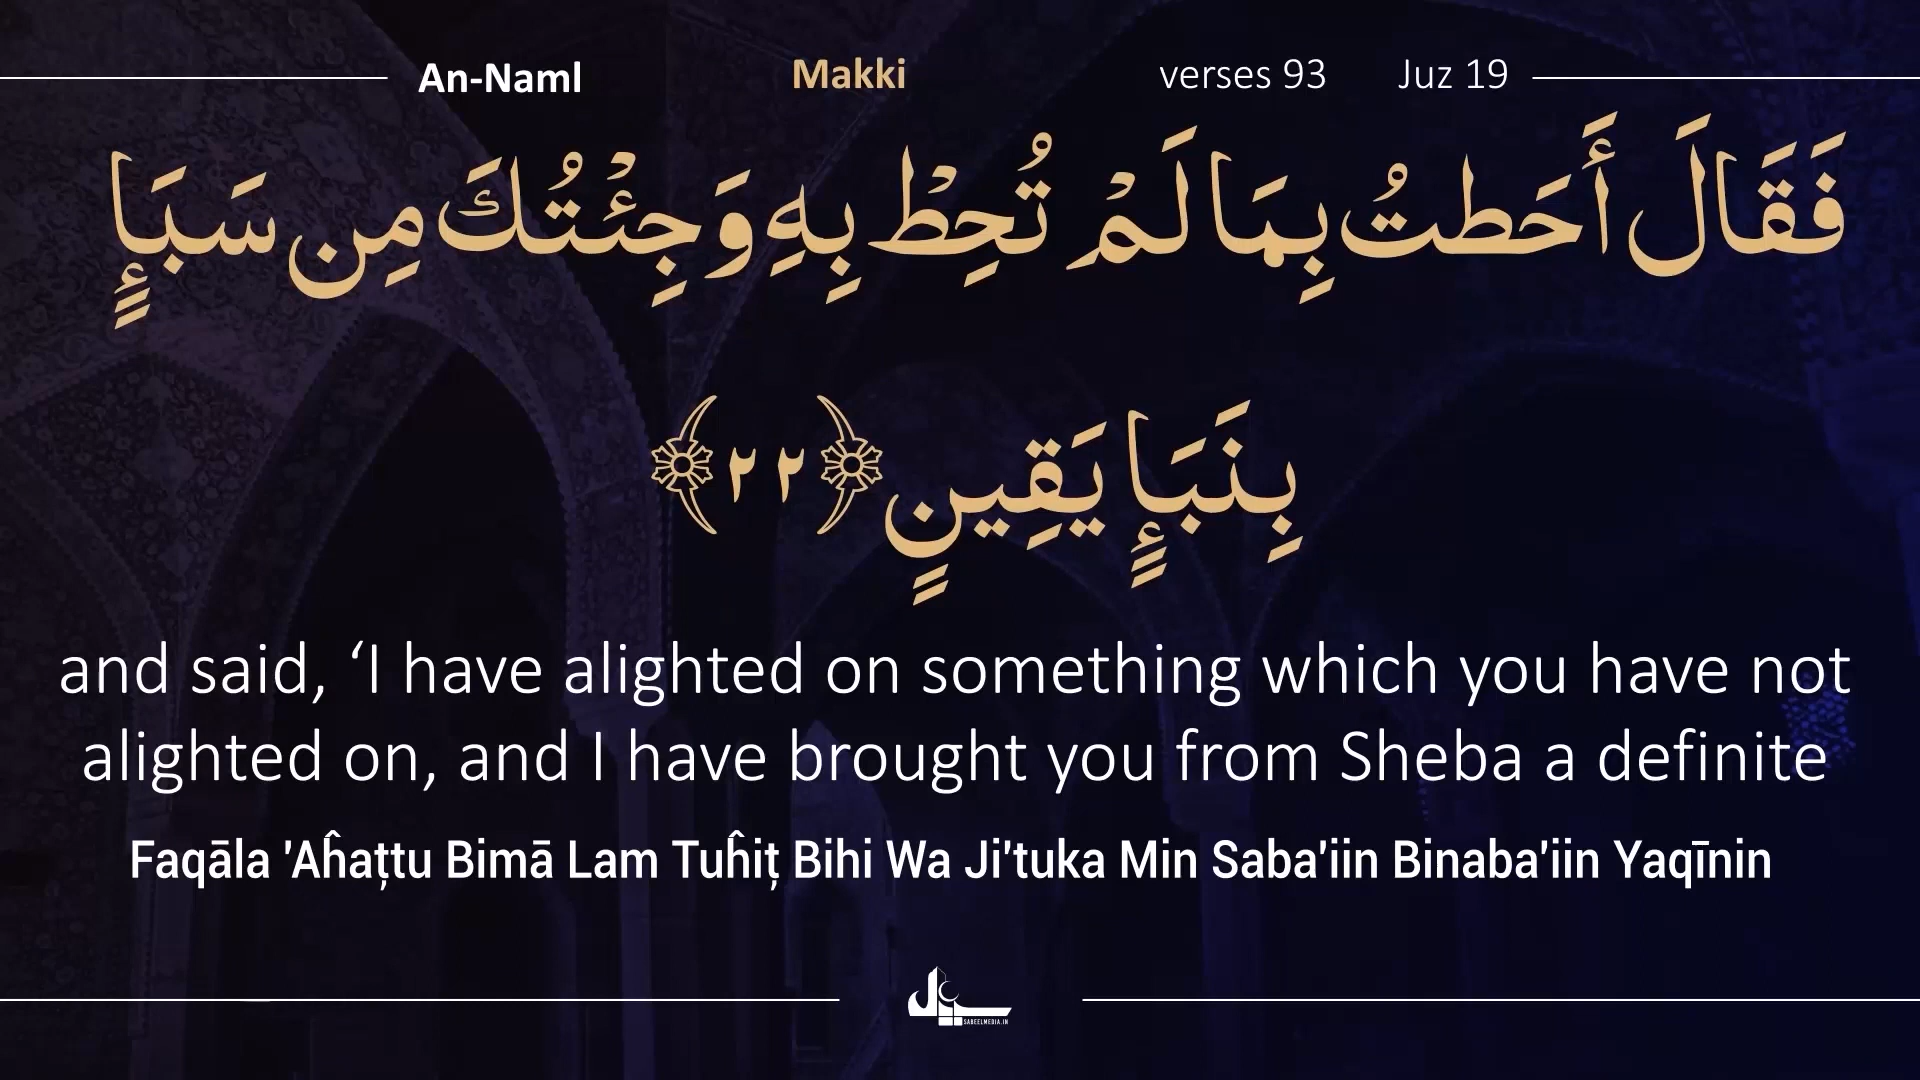 An-Naml Makki verses 93 Juz 19
فَقَالَ أَحَطتُ بِمَا لَمْ تُحِطْ بِهِ وَجِئْتُكَ مِن سَبَإٍ
بِنَبَإٍ يَقِينٍ ﴿٢٢﴾
and said, ‘I have alighted on something which you have not
alighted on, and I have brought you from Sheba a definite
Faqāla 'Aĥaţtu Bimā Lam Tuĥiţ Bihi Wa Ji'tuka Min Saba'iin Binaba'iin Yaqīnin
SABEELMEDIA.IN